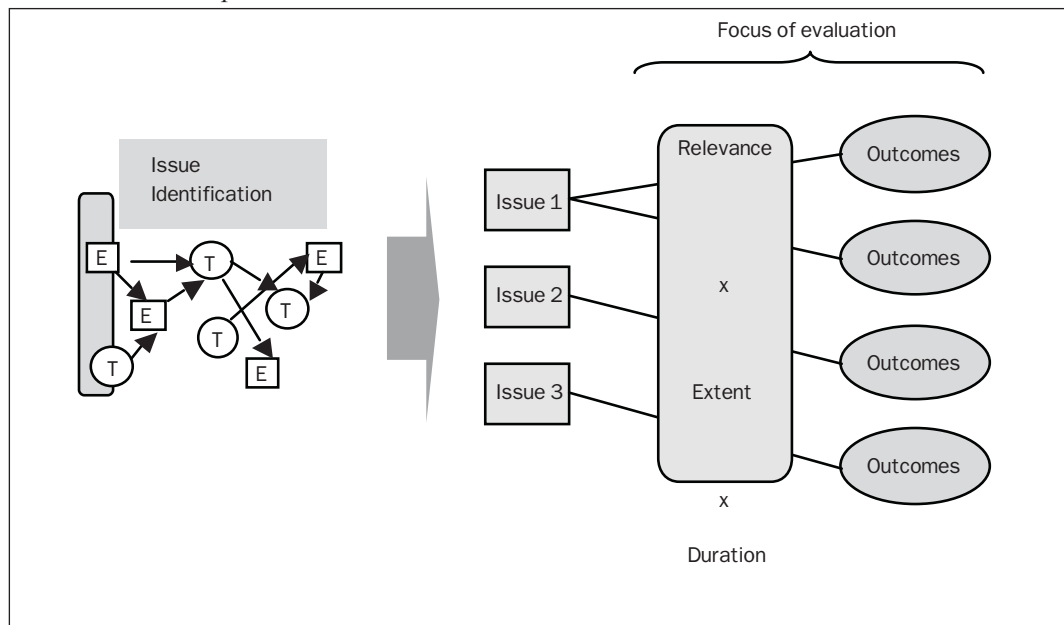 Focus of evaluation
Issue
Identification
E
T
E
E
T
T
T
E
Issue 1
Issue 2
Issue 3
Relevance
x
Extent
x
Duration
Outcomes
Outcomes
Outcomes
Outcomes